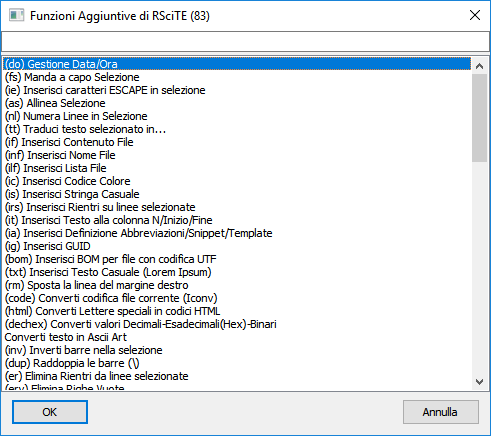 Funzioni Aggiuntive di RSciTE (83)
(do) Gestione Data/Ora
(fs) Manda a capo Selezione
(ie) Inserisci caratteri ESCAPE in selezione
(as) Allinea Selezione
(nl) Numera Linee in Selezione
(tt) Traduci testo selezionato in...
(if) Inserisci Contenuto File
(inf) Inserisci Nome File
(ilf) Inserisci Lista File
(ic) Inserisci Codice Colore
(is) Inserisci Stringa Casuale
(irs) Inserisci Rientri su linee selezionate
(it) Inserisci Testo alla colonna N/Inizio/Fine
(ia) Inserisci Definizione Abbreviazioni/Snippet/Template
(ig) Inserisci GUID
(bom) Inserisci BOM per file con codifica UTF
(txt) Inserisci Testo Casuale (Lorem Ipsum)
(rm) Sposta la linea del margine destro
(code) Converti codifica file corrente (Iconv)
(html) Converti Lettere speciali in codici HTML
(dechex) Converti valori Decimali-Esadecimali(Hex)-Binari
Converti testo in Ascii Art
(inv) Inverti barre nella selezione
(dup) Raddoppia le barre (\)
(er) Elimina Rientri da linee selezionate
(erv) Elimina Righe Vuote
OK
Annulla